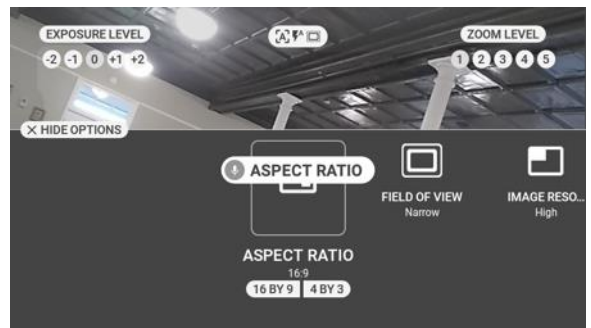 EXPOSURE LEVEL
-2 -1 0 +1 +2
[A] A
ZOOM LEVEL
1 2 3 4 5
× HIDE OPTIONS
ASPECT RATIO
FIELD OF VIEW
Narrow
IMAGE RESO...
High
ASPECT RATIO
16:9
16 BY 9 4 BY 3